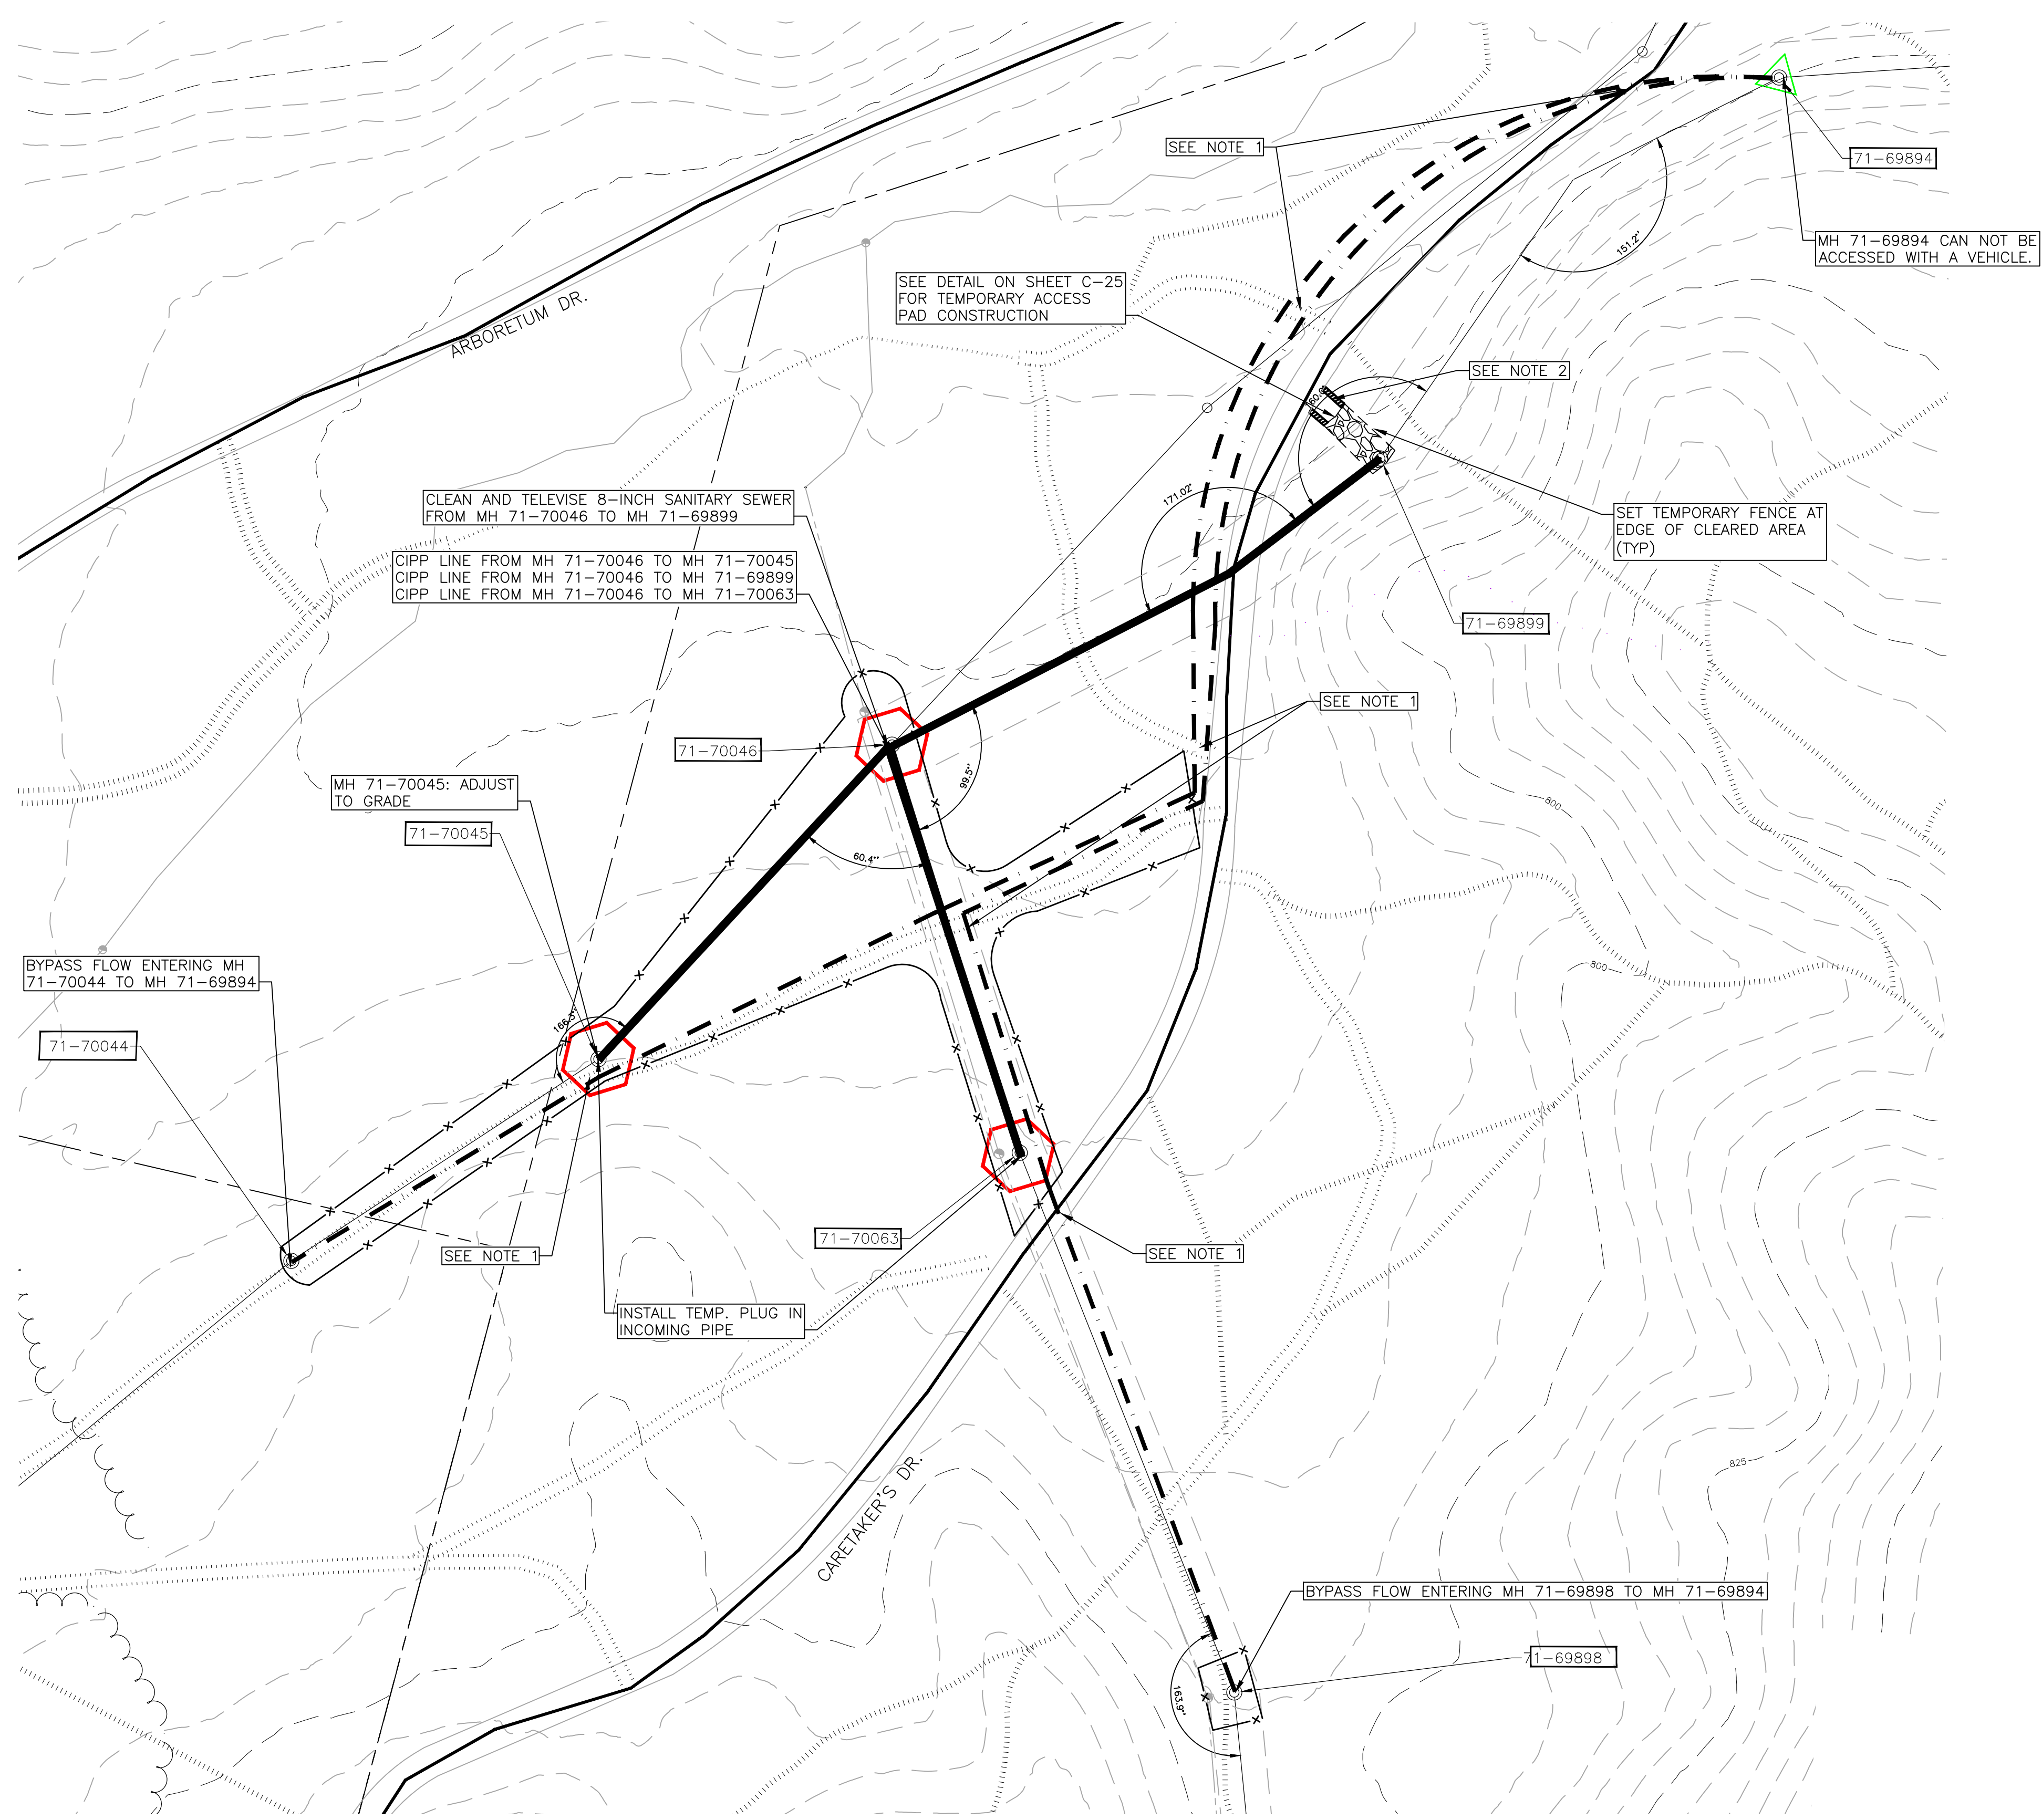 71-69894
SEE NOTE 1
MH 71-69894 CAN NOT BE
ACCESSED WITH A VEHICLE.
151.2"
SEE DETAIL ON SHEET C-25
FOR TEMPORARY ACCESS
PAD CONSTRUCTION
ARBORETUM DR.
SEE NOTE 2
CLEAN AND TELEVISE 8-INCH SANITARY SEWER
FROM MH 71-70046 TO MH 71-69899
171.02'
SET TEMPORARY FENCE AT
EDGE OF CLEARED AREA
(TYP)
CIPP LINE FROM MH 71-70046 TO MH 71-70045
CIPP LINE FROM MH 71-70046 TO MH 71-69899
CIPP LINE FROM MH 71-70046 TO MH 71-70063
71-69899
SEE NOTE 1
71-70046
99.5"
MH 71-70045: ADJUST
TO GRADE
800
71-70045
60.4"
BYPASS FLOW ENTERING MH
71-70044 TO MH 71-69894
800
166.3"
71-70044
71-70063
SEE NOTE 1
SEE NOTE 1
INSTALL TEMP. PLUG IN
INCOMING PIPE
825
CARETAKER'S DR.
BYPASS FLOW ENTERING MH 71-69898 TO MH 71-69894
71-69898
163.9"